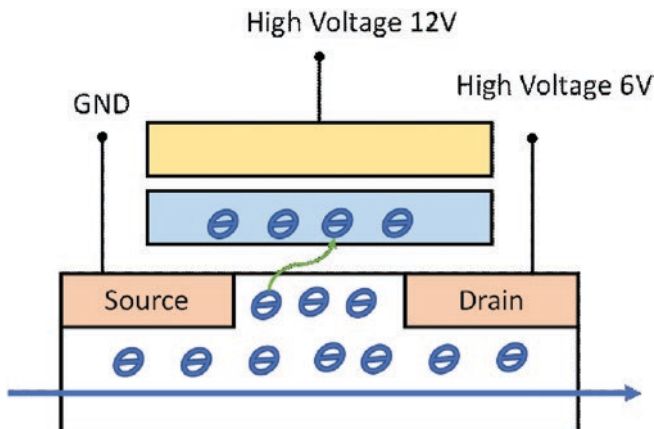 High Voltage 12V
GND
High Voltage 6V
Source
Drain